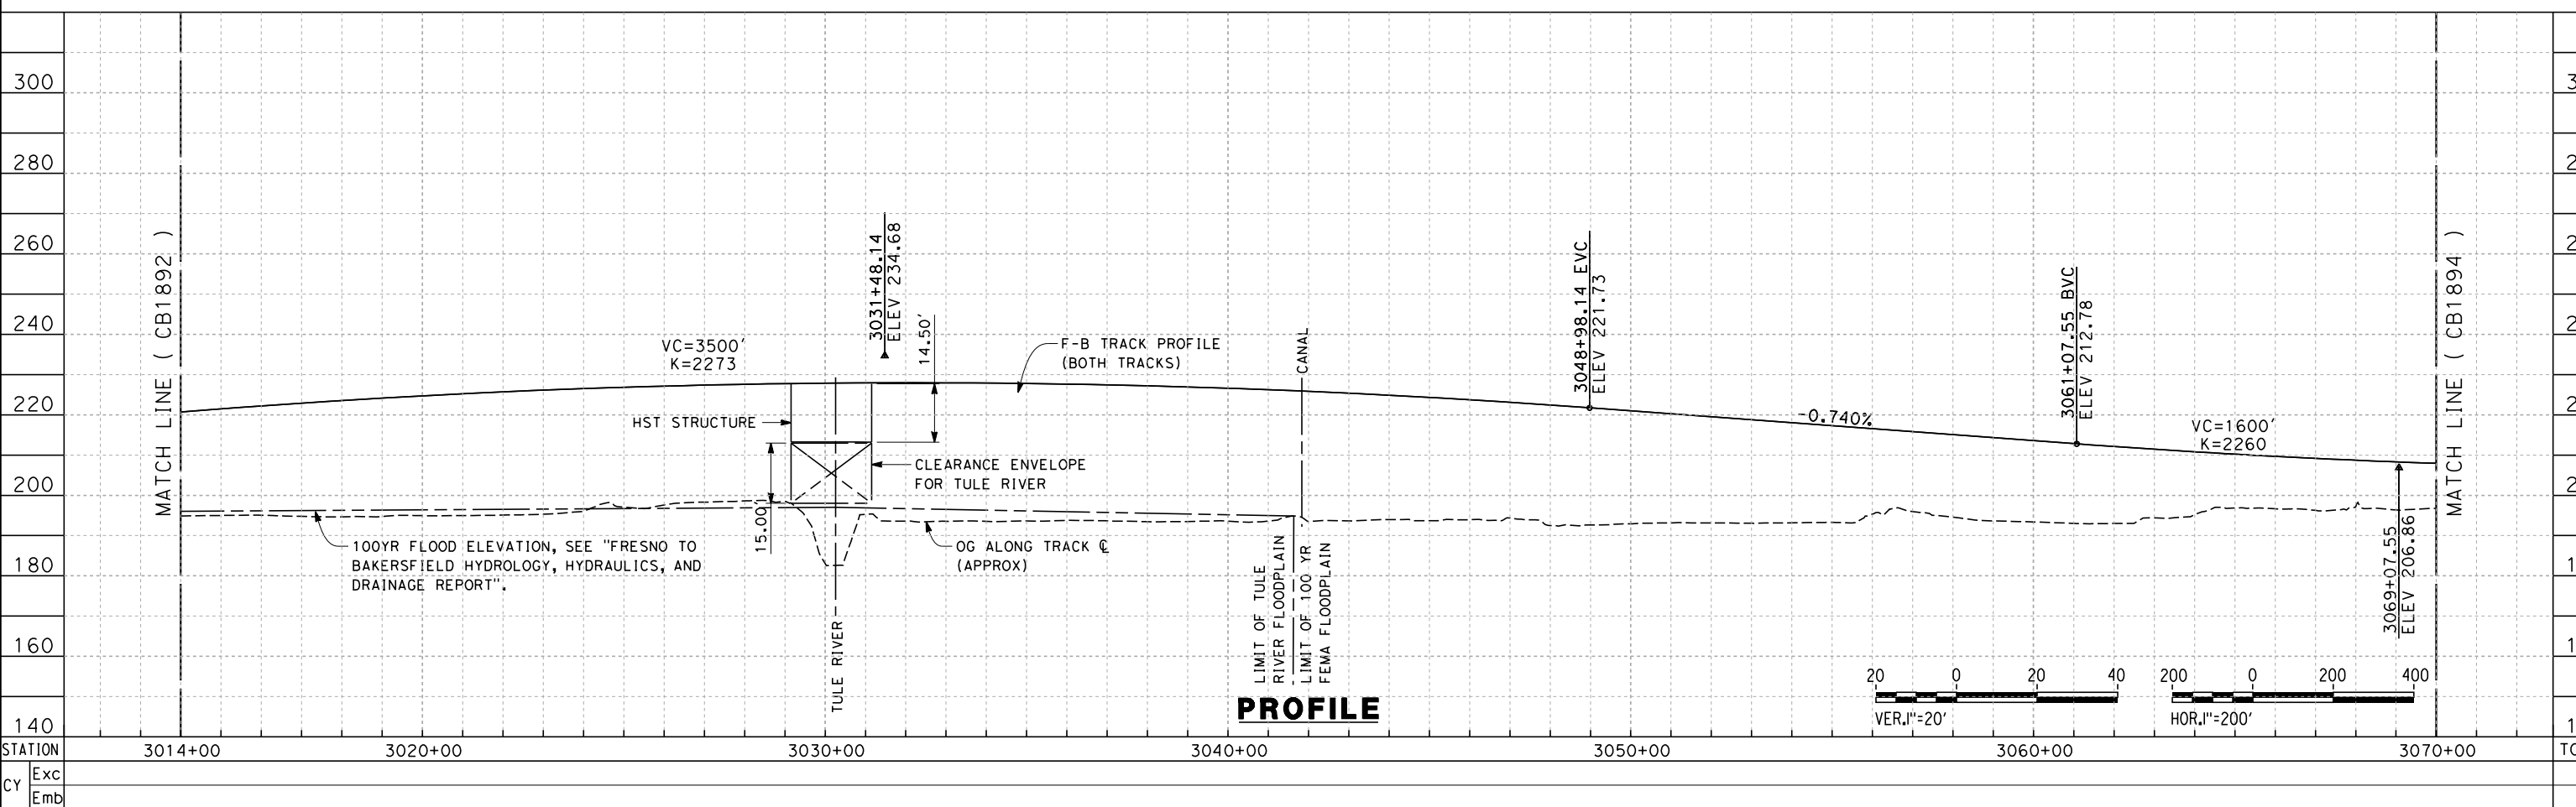 300
280
260
240
220
200
180
160
140
MATCH LINE ( CB1892 )
VC=3500'
K=2273
HST STRUCTURE
15.00'
3031+48.14
ELEV 234.68
14.50'
F-B TRACK PROFILE
(BOTH TRACKS)
CLEARANCE ENVELOPE
FOR TULE RIVER
100YR FLOOD ELEVATION, SEE "FRESNO TO
BAKERSFIELD HYDROLOGY, HYDRAULICS, AND
DRAINAGE REPORT".
OG ALONG TRACK ℄
(APPROX)
TULE RIVER
CANAL
LIMIT OF TULE
RIVER FLOODPLAIN
LIMIT OF 100 YR
FEMA FLOODPLAIN
3048+98.14 EVC
ELEV 221.73
-0.740%
3061+07.55 BVC
ELEV 212.78
VC=1600'
K=2260
3069+07.55
ELEV 206.86
MATCH LINE ( CB1894 )
PROFILE
20 0 20 40
VER.1"=20'
200 0 200 400
HOR.1"=200'
STATION 3014+00 3020+00 3030+00 3040+00 3050+00 3060+00 3070+00
CY
Exc
Emb